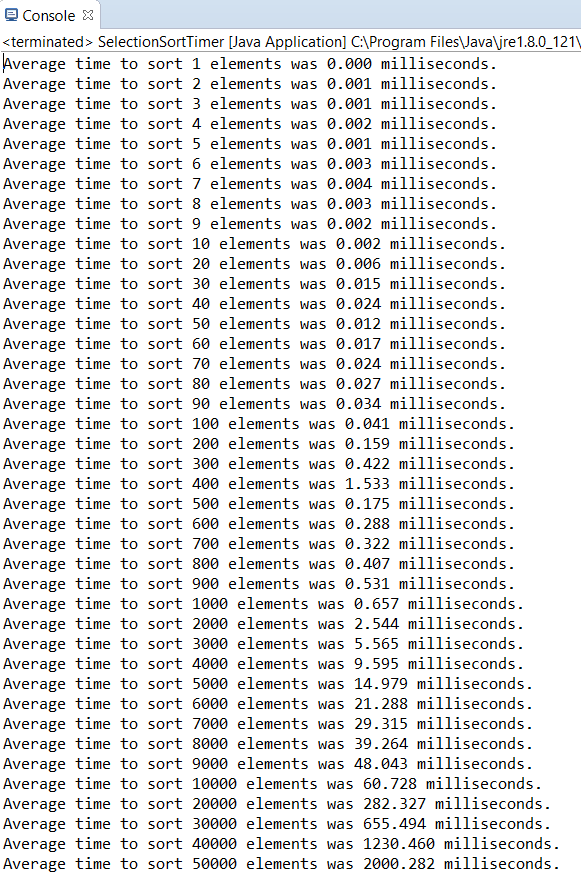 Console
<terminated> SelectionSortTimer [Java Application] C:\Program Files\Java\jre1.8.0_121\
Average time to sort 1 elements was 0.000 milliseconds.
Average time to sort 2 elements was 0.001 milliseconds.
Average time to sort 3 elements was 0.001 milliseconds.
Average time to sort 4 elements was 0.002 milliseconds.
Average time to sort 5 elements was 0.001 milliseconds.
Average time to sort 6 elements was 0.003 milliseconds.
Average time to sort 7 elements was 0.004 milliseconds.
Average time to sort 8 elements was 0.003 milliseconds.
Average time to sort 9 elements was 0.002 milliseconds.
Average time to sort 10 elements was 0.002 milliseconds.
Average time to sort 20 elements was 0.006 milliseconds.
Average time to sort 30 elements was 0.015 milliseconds.
Average time to sort 40 elements was 0.024 milliseconds.
Average time to sort 50 elements was 0.012 milliseconds.
Average time to sort 60 elements was 0.017 milliseconds.
Average time to sort 70 elements was 0.024 milliseconds.
Average time to sort 80 elements was 0.027 milliseconds.
Average time to sort 90 elements was 0.034 milliseconds.
Average time to sort 100 elements was 0.041 milliseconds.
Average time to sort 200 elements was 0.159 milliseconds.
Average time to sort 300 elements was 0.422 milliseconds.
Average time to sort 400 elements was 1.533 milliseconds.
Average time to sort 500 elements was 0.175 milliseconds.
Average time to sort 600 elements was 0.288 milliseconds.
Average time to sort 700 elements was 0.322 milliseconds.
Average time to sort 800 elements was 0.407 milliseconds.
Average time to sort 900 elements was 0.531 milliseconds.
Average time to sort 1000 elements was 0.657 milliseconds.
Average time to sort 2000 elements was 2.544 milliseconds.
Average time to sort 3000 elements was 5.565 milliseconds.
Average time to sort 4000 elements was 9.595 milliseconds.
Average time to sort 5000 elements was 14.979 milliseconds.
Average time to sort 6000 elements was 21.288 milliseconds.
Average time to sort 7000 elements was 29.315 milliseconds.
Average time to sort 8000 elements was 39.264 milliseconds.
Average time to sort 9000 elements was 48.043 milliseconds.
Average time to sort 10000 elements was 60.728 milliseconds.
Average time to sort 20000 elements was 282.327 milliseconds.
Average time to sort 30000 elements was 655.494 milliseconds.
Average time to sort 40000 elements was 1230.460 milliseconds.
Average time to sort 50000 elements was 2000.282 milliseconds.